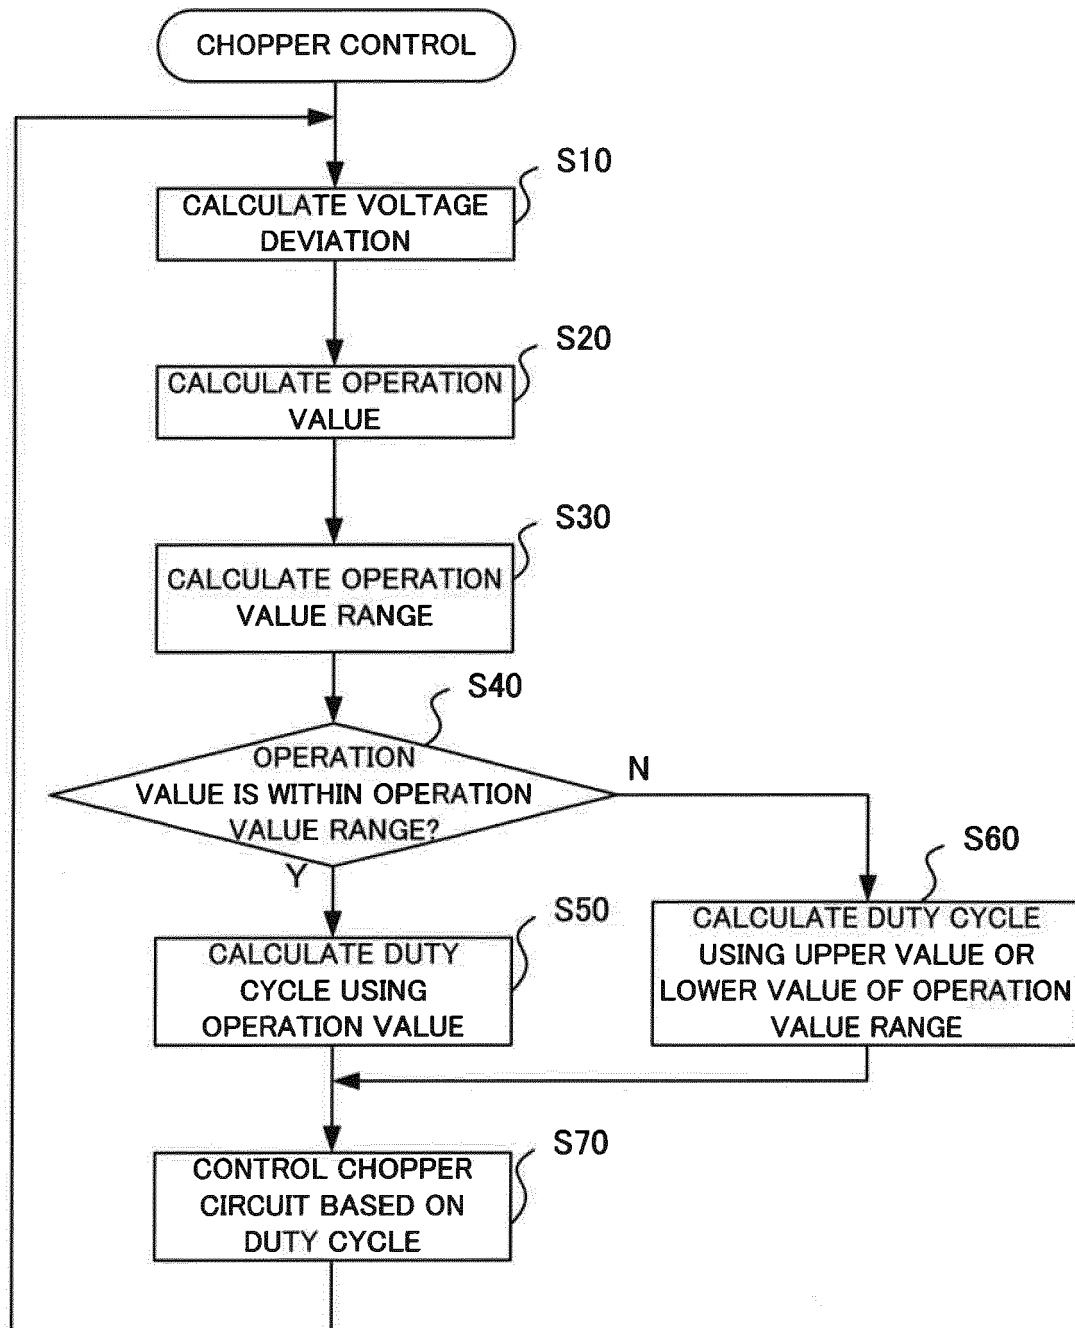 CHOPPER CONTROL
S10
CALCULATE VOLTAGE
DEVIATION
S20
CALCULATE OPERATION
VALUE
S30
CALCULATE OPERATION
VALUE RANGE
S40
OPERATION
VALUE IS WITHIN OPERATION
VALUE RANGE?
N
Y
S50
CALCULATE DUTY
CYCLE USING
OPERATION VALUE
S60
CALCULATE DUTY CYCLE
USING UPPER VALUE OR
LOWER VALUE OF OPERATION
VALUE RANGE
S70
CONTROL CHOPPER
CIRCUIT BASED ON
DUTY CYCLE